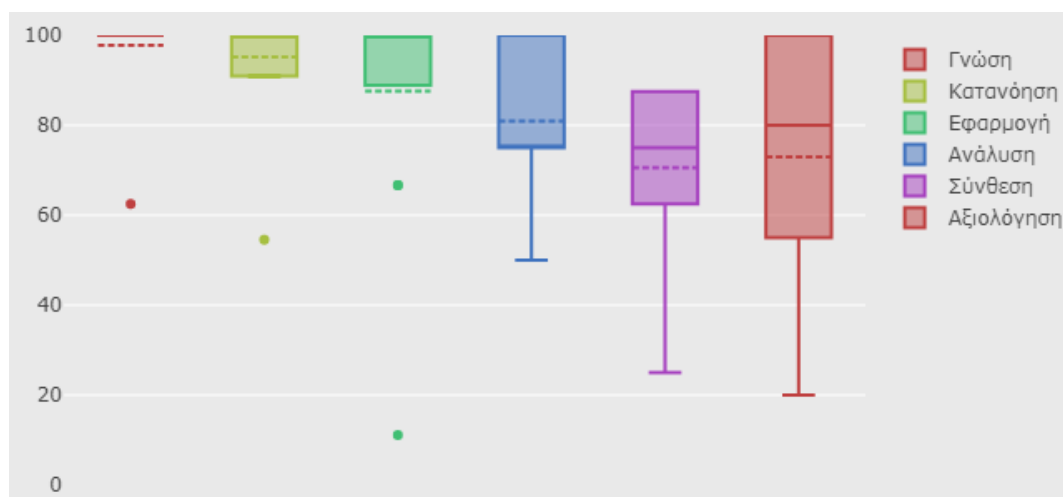 100
80
60
40
20
0
Γνώση
Κατανόηση
Εφαρμογή
Ανάλυση
Σύνθεση
Αξιολόγηση